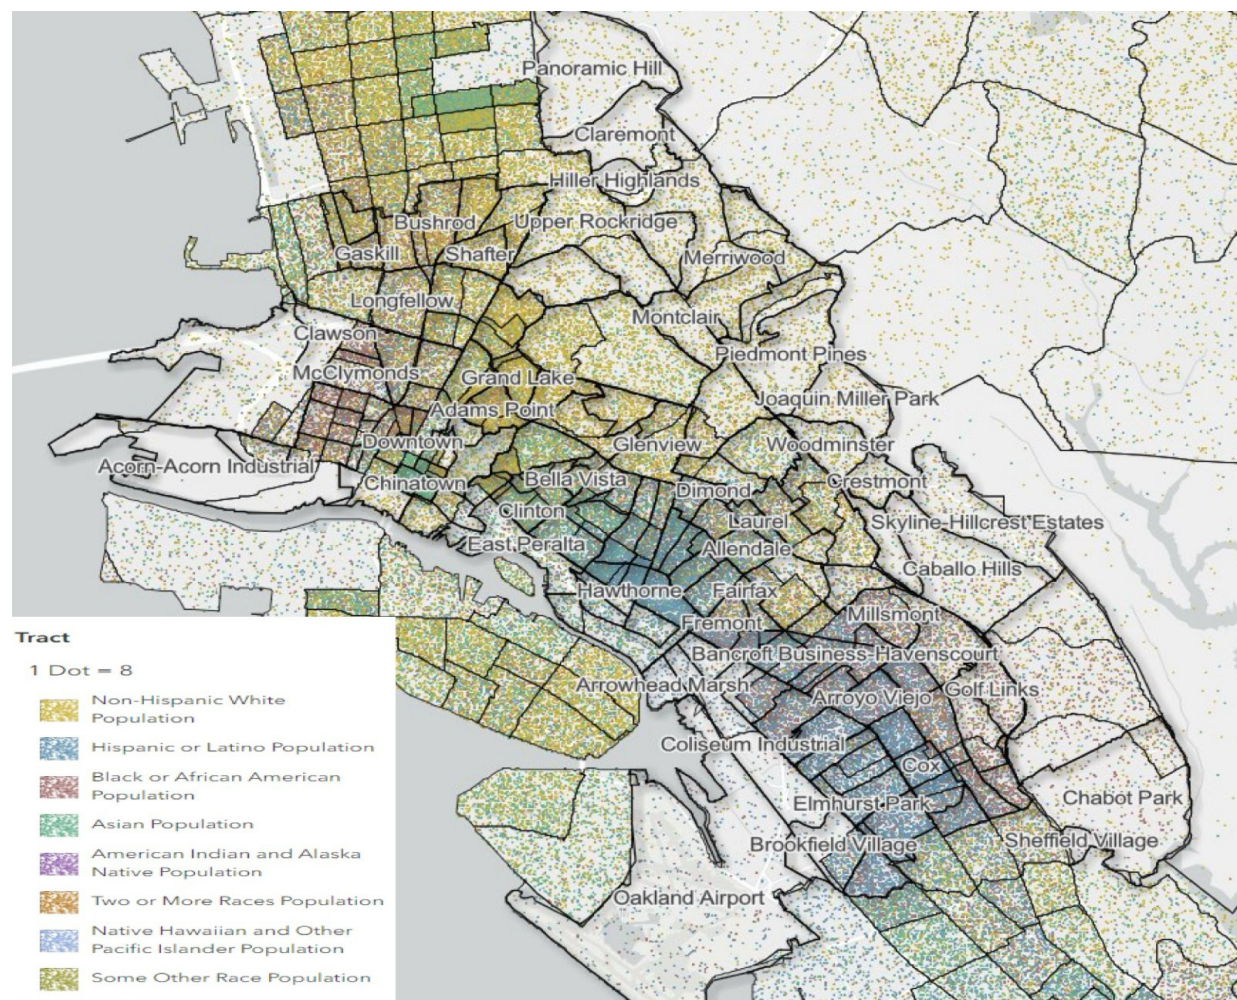 Panoramic Hill
Claremont
Hiller Highlands
Bushrod
Upper Rockridge
Gaskill
Shafter
Merriwood
Longfellow
Montclair
Clawson
Piedmont Pines
McClymonds
Grand Lake
Joaquin Miller Park
Adams Point
Downtown
Glenview
Woodminster
Acorn-Acorn Industrial
Chinatown
Bella Vista
Dimond
Crestmont
Clinton
Laurel
Skyline-Hillcrest Estates
East Peralta
Allendale
Caballo Hills
Hawthorne
Fairfax
Fremont
Millsmont
Bancroft Business-Havenscourt
Arrowhead Marsh
Arroyo Viejo
Golf Links
Coliseum Industrial
Cox
Elmhurst Park
Chabot Park
Brookfield Village
Sheffield Village
Oakland Airport
Tract
1 Dot = 8
Non-Hispanic White
Population
Hispanic or Latino Population
Black or African American
Population
Asian Population
American Indian and Alaska
Native Population
Two or More Races Population
Native Hawaiian and Other
Pacific Islander Population
Some Other Race Population